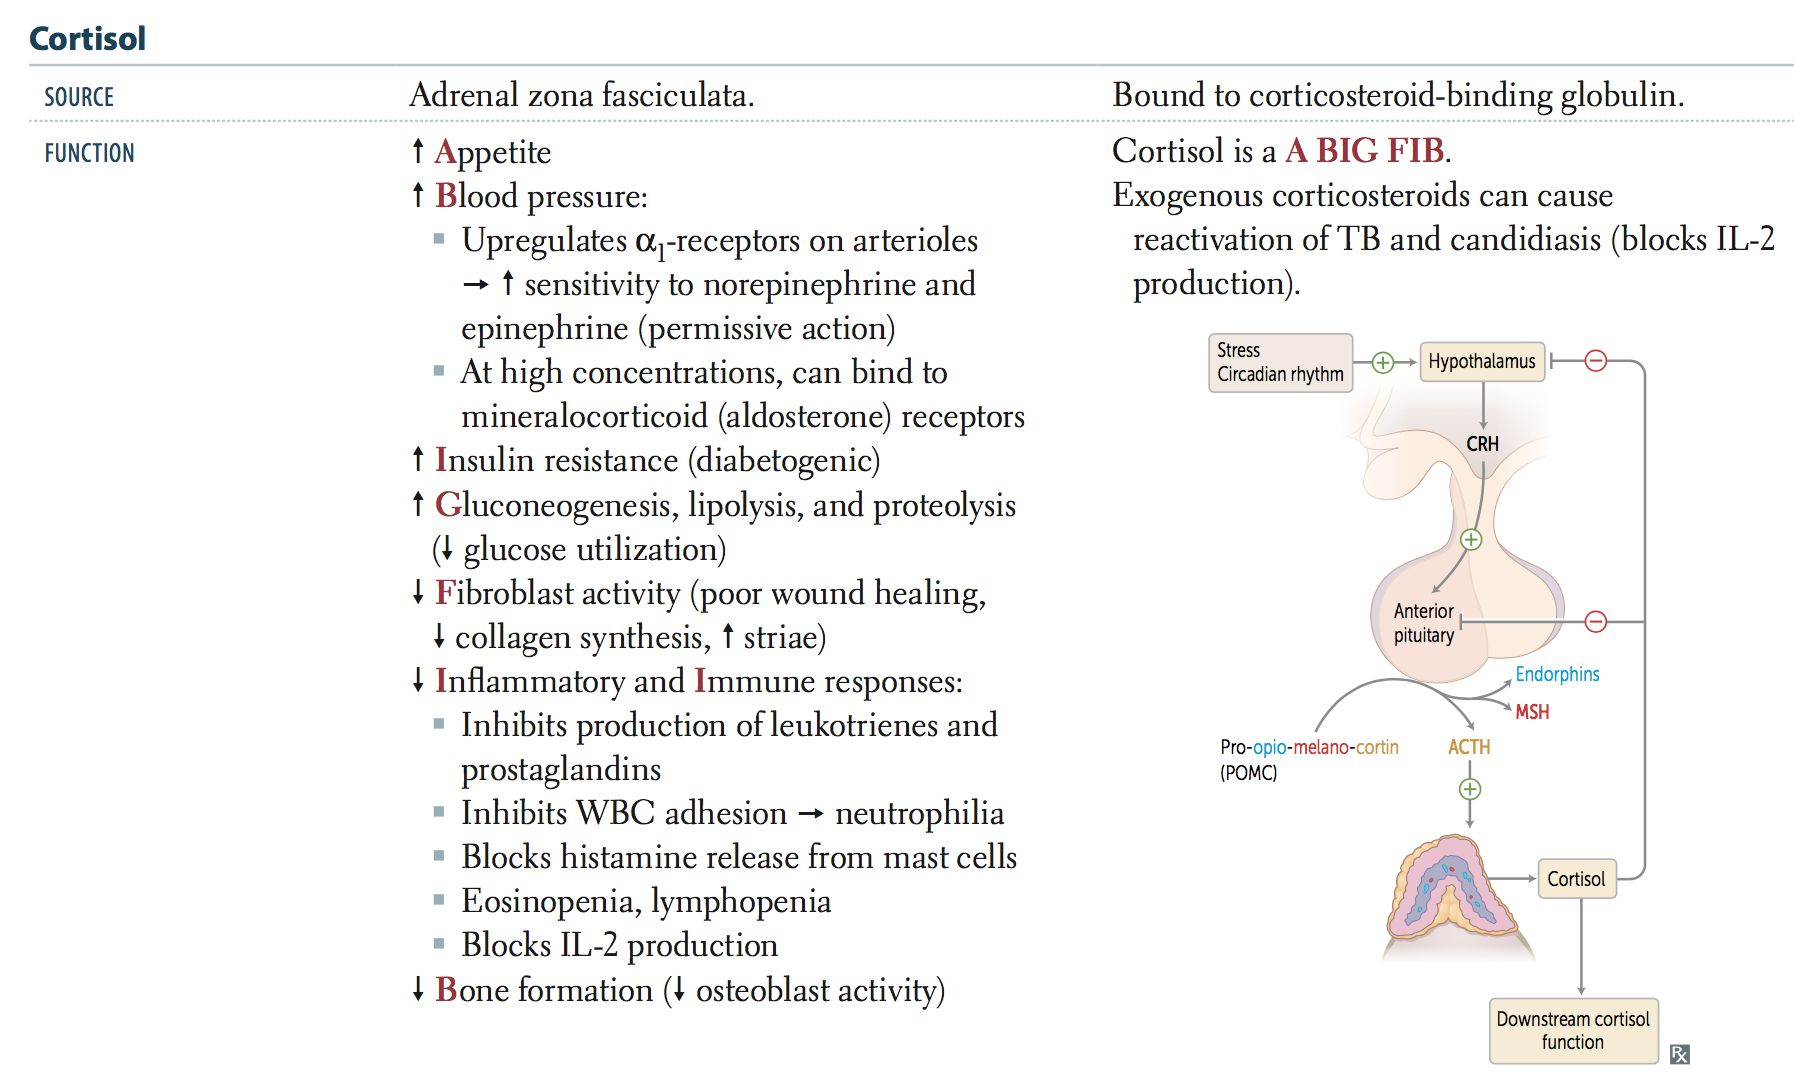 Cortisol
SOURCE
Adrenal zona fasciculata.
Bound to corticosteroid-binding globulin.
FUNCTION
↑ Appetite
↑ Blood pressure:
▪ Upregulates α1-receptors on arterioles
→ ↑ sensitivity to norepinephrine and
epinephrine (permissive action)
▪ At high concentrations, can bind to
mineralocorticoid (aldosterone) receptors
↑ Insulin resistance (diabetogenic)
↑ Gluconeogenesis, lipolysis, and proteolysis
(↓ glucose utilization)
↓ Fibroblast activity (poor wound healing,
↓ collagen synthesis, ↑ striae)
↓ Inflammatory and Immune responses:
▪ Inhibits production of leukotrienes and
prostaglandins
▪ Inhibits WBC adhesion → neutrophilia
▪ Blocks histamine release from mast cells
▪ Eosinopenia, lymphopenia
▪ Blocks IL-2 production
↓ Bone formation (↓ osteoblast activity)
Cortisol is a A BIG FIB.
Exogenous corticosteroids can cause
reactivation of TB and candidiasis (blocks IL-2
production).
Stress
Circadian rhythm
+
Hypothalamus
−
CRH
+
Anterior
pituitary
−
Endorphins
MSH
Pro-opio-melano-cortin
(POMC)
ACTH
+
Cortisol
Downstream cortisol
function
Rx